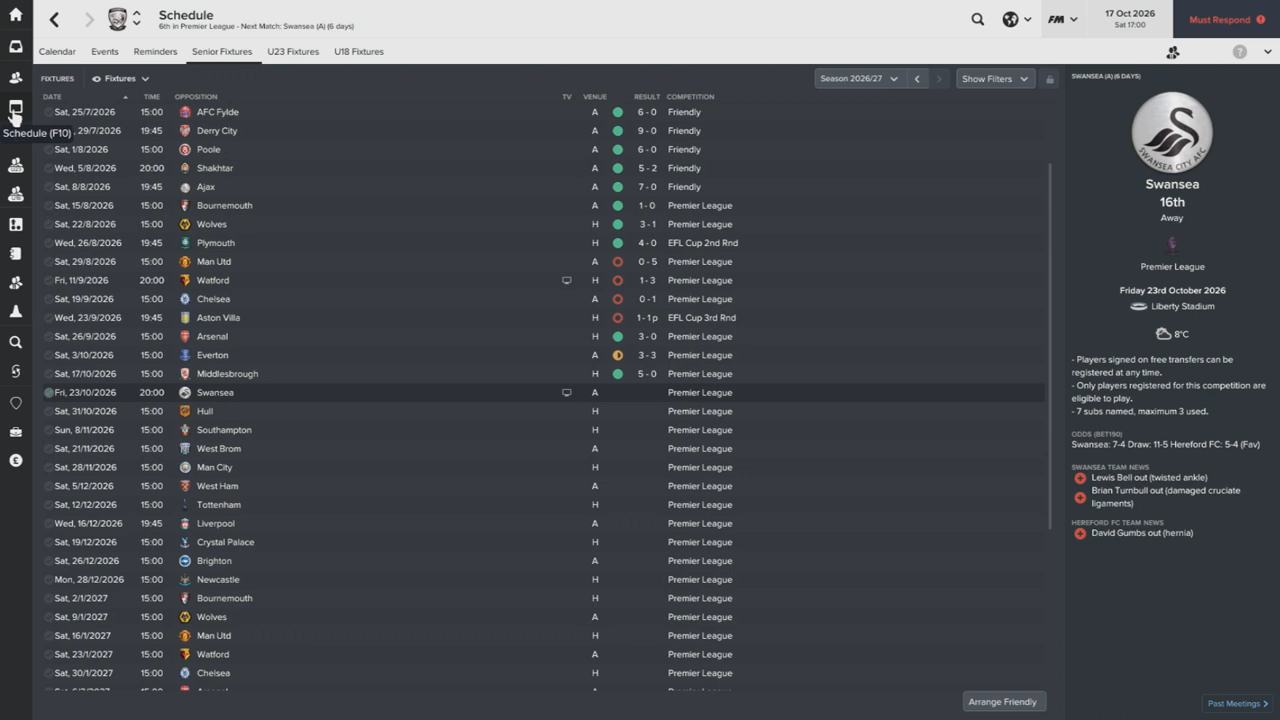 Schedule
6th in Premier League - Next Match: Swansea (A) (6 days)
FM
17 Oct 2026
Sat 17:00
Must Respond
Calendar Events Reminders Senior Fixtures U23 Fixtures U18 Fixtures
FIXTURES Fixtures Season 2026/27 Show Filters
DATE TIME OPPOSITION TV VENUE RESULT COMPETITION
Sat, 25/7/2026 15:00 AFC Fylde A 6 - 0 Friendly
Schedule (F10) 29/7/2026 19:45 Derry City A 9 - 0 Friendly
Sat, 1/8/2026 15:00 Poole A 6 - 0 Friendly
Wed, 5/8/2026 20:00 Shakhtar A 5 - 2 Friendly
Sat, 8/8/2026 19:45 Ajax A 7 - 0 Friendly
Sat, 15/8/2026 15:00 Bournemouth A 1 - 0 Premier League
Sat, 22/8/2026 15:00 Wolves H 3 - 1 Premier League
Wed, 26/8/2026 19:45 Plymouth H 4 - 0 EFL Cup 2nd Rnd
Sat, 29/8/2026 15:00 Man Utd A 0 - 5 Premier League
Fri, 11/9/2026 20:00 Watford H 1 - 3 Premier League
Sat, 19/9/2026 15:00 Chelsea A 0 - 1 Premier League
Wed, 23/9/2026 19:45 Aston Villa H 1 - 1 p EFL Cup 3rd Rnd
Sat, 26/9/2026 15:00 Arsenal H 3 - 0 Premier League
Sat, 3/10/2026 15:00 Everton A 3 - 3 Premier League
Sat, 17/10/2026 15:00 Middlesbrough H 5 - 0 Premier League
Fri, 23/10/2026 20:00 Swansea A Premier League
Sat, 31/10/2026 15:00 Hull H Premier League
Sun, 8/11/2026 15:00 Southampton H Premier League
Sat, 21/11/2026 15:00 West Brom A Premier League
Sat, 28/11/2026 15:00 Man City H Premier League
Sat, 5/12/2026 15:00 West Ham A Premier League
Sat, 12/12/2026 15:00 Tottenham H Premier League
Wed, 16/12/2026 19:45 Liverpool A Premier League
Sat, 19/12/2026 15:00 Crystal Palace H Premier League
Sat, 26/12/2026 15:00 Brighton A Premier League
Mon, 28/12/2026 15:00 Newcastle H Premier League
Sat, 2/1/2027 15:00 Bournemouth H Premier League
Sat, 9/1/2027 15:00 Wolves A Premier League
Sat, 16/1/2027 15:00 Man Utd H Premier League
Sat, 23/1/2027 15:00 Watford A Premier League
Sat, 30/1/2027 15:00 Chelsea H Premier League
Arrange Friendly
SWANSEA (A) (6 DAYS)
SWANSEA CITY AFC
Swansea
16th
Away
Premier League
Friday 23rd October 2026
Liberty Stadium
8°C
- Players signed on free transfers can be
registered at any time.
- Only players registered for this competition are
eligible to play.
- 7 subs named, maximum 3 used.
ODDS (BET190)
Swansea: 7-4 Draw: 11-5 Hereford FC: 5-4 (Fav)
SWANSEA TEAM NEWS
Lewis Bell out (twisted ankle)
Brian Turnbull out (damaged cruciate
ligaments)
HEREFORD FC TEAM NEWS
David Gumbs out (hernia)
Past Meetings